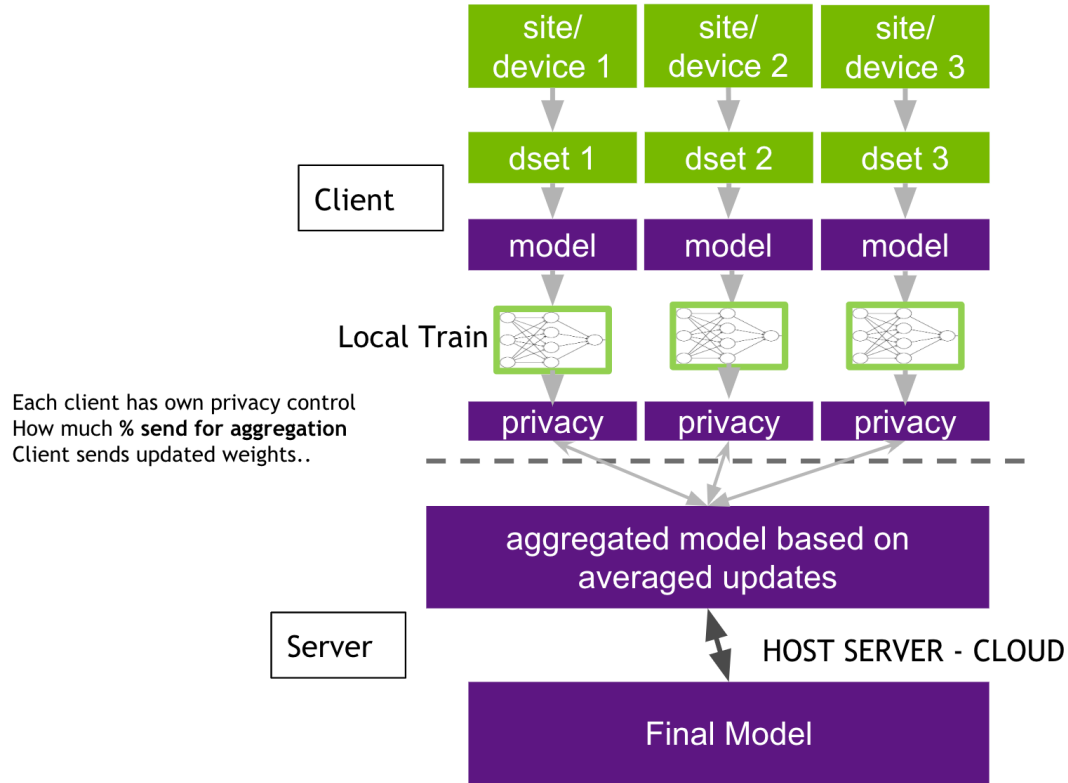 site/
device 1
site/
device 2
site/
device 3
dset 1
dset 2
dset 3
Client
model
model
model
Local Train
Each client has own privacy control
How much % send for aggregation
Client sends updated weights..
privacy
privacy
privacy
aggregated model based on
averaged updates
Server
HOST SERVER - CLOUD
Final Model